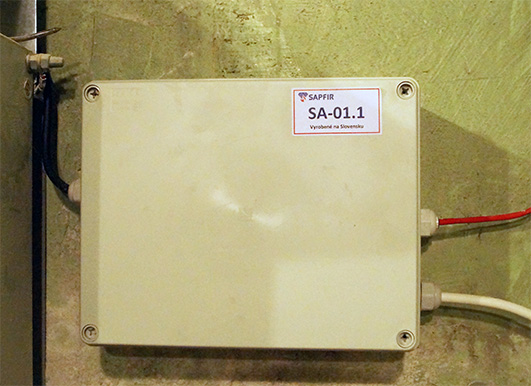 SAPFIR
SA-01.1
Vyrobené na Slovensku